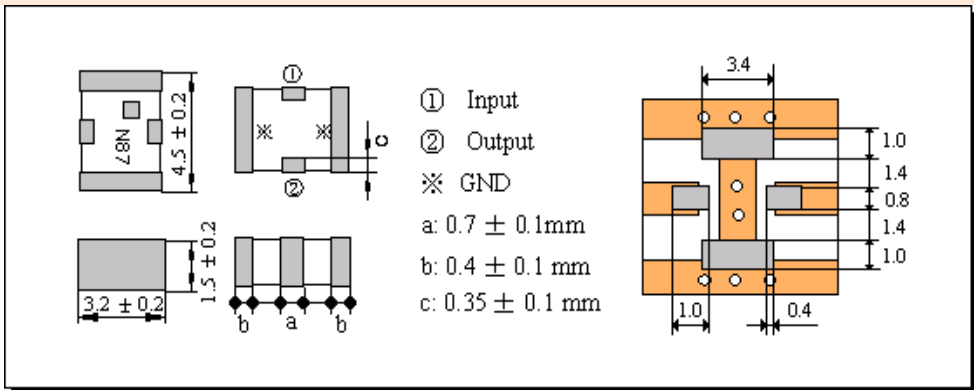 N87
4.5 ± 0.2
①
※ ※
②
c
3.2 ± 0.2
1.5 ± 0.2
b a b
① Input
② Output
※ GND
a: 0.7 ± 0.1mm
b: 0.4 ± 0.1 mm
c: 0.35 ± 0.1 mm
3.4
1.0
1.4
0.8
1.4
1.0
1.0 0.4